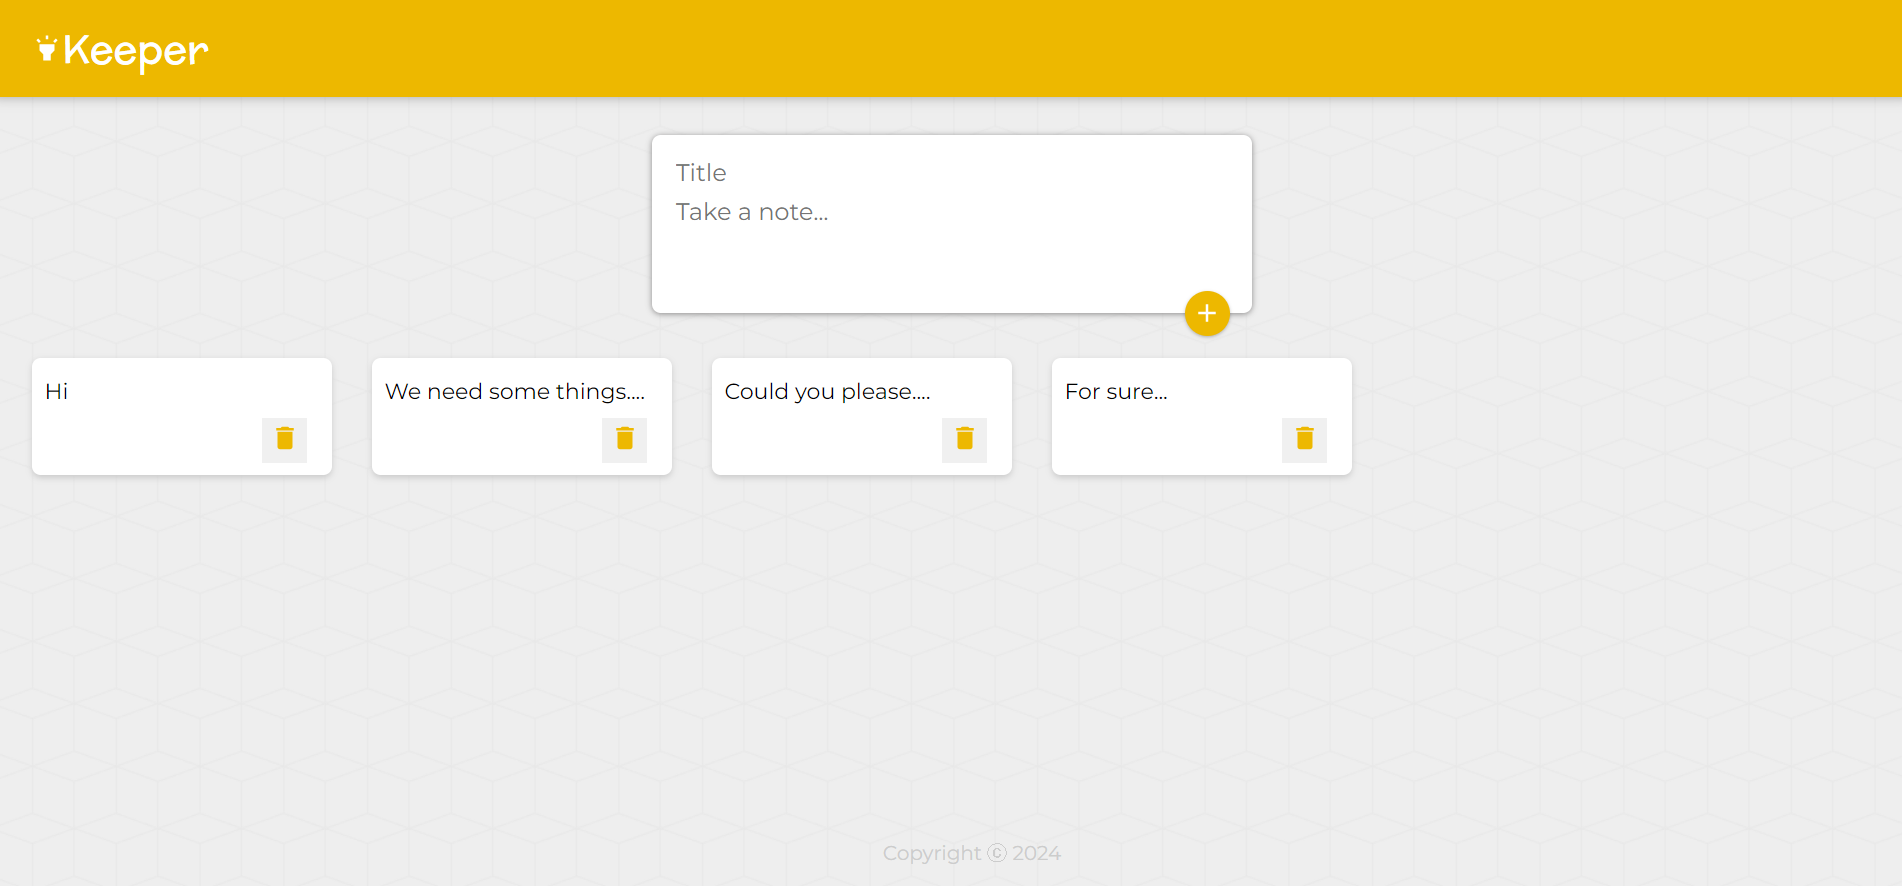 Keeper
Title
Take a note...
Hi
We need some things....
Could you please....
For sure...
Copyright ⓒ 2024